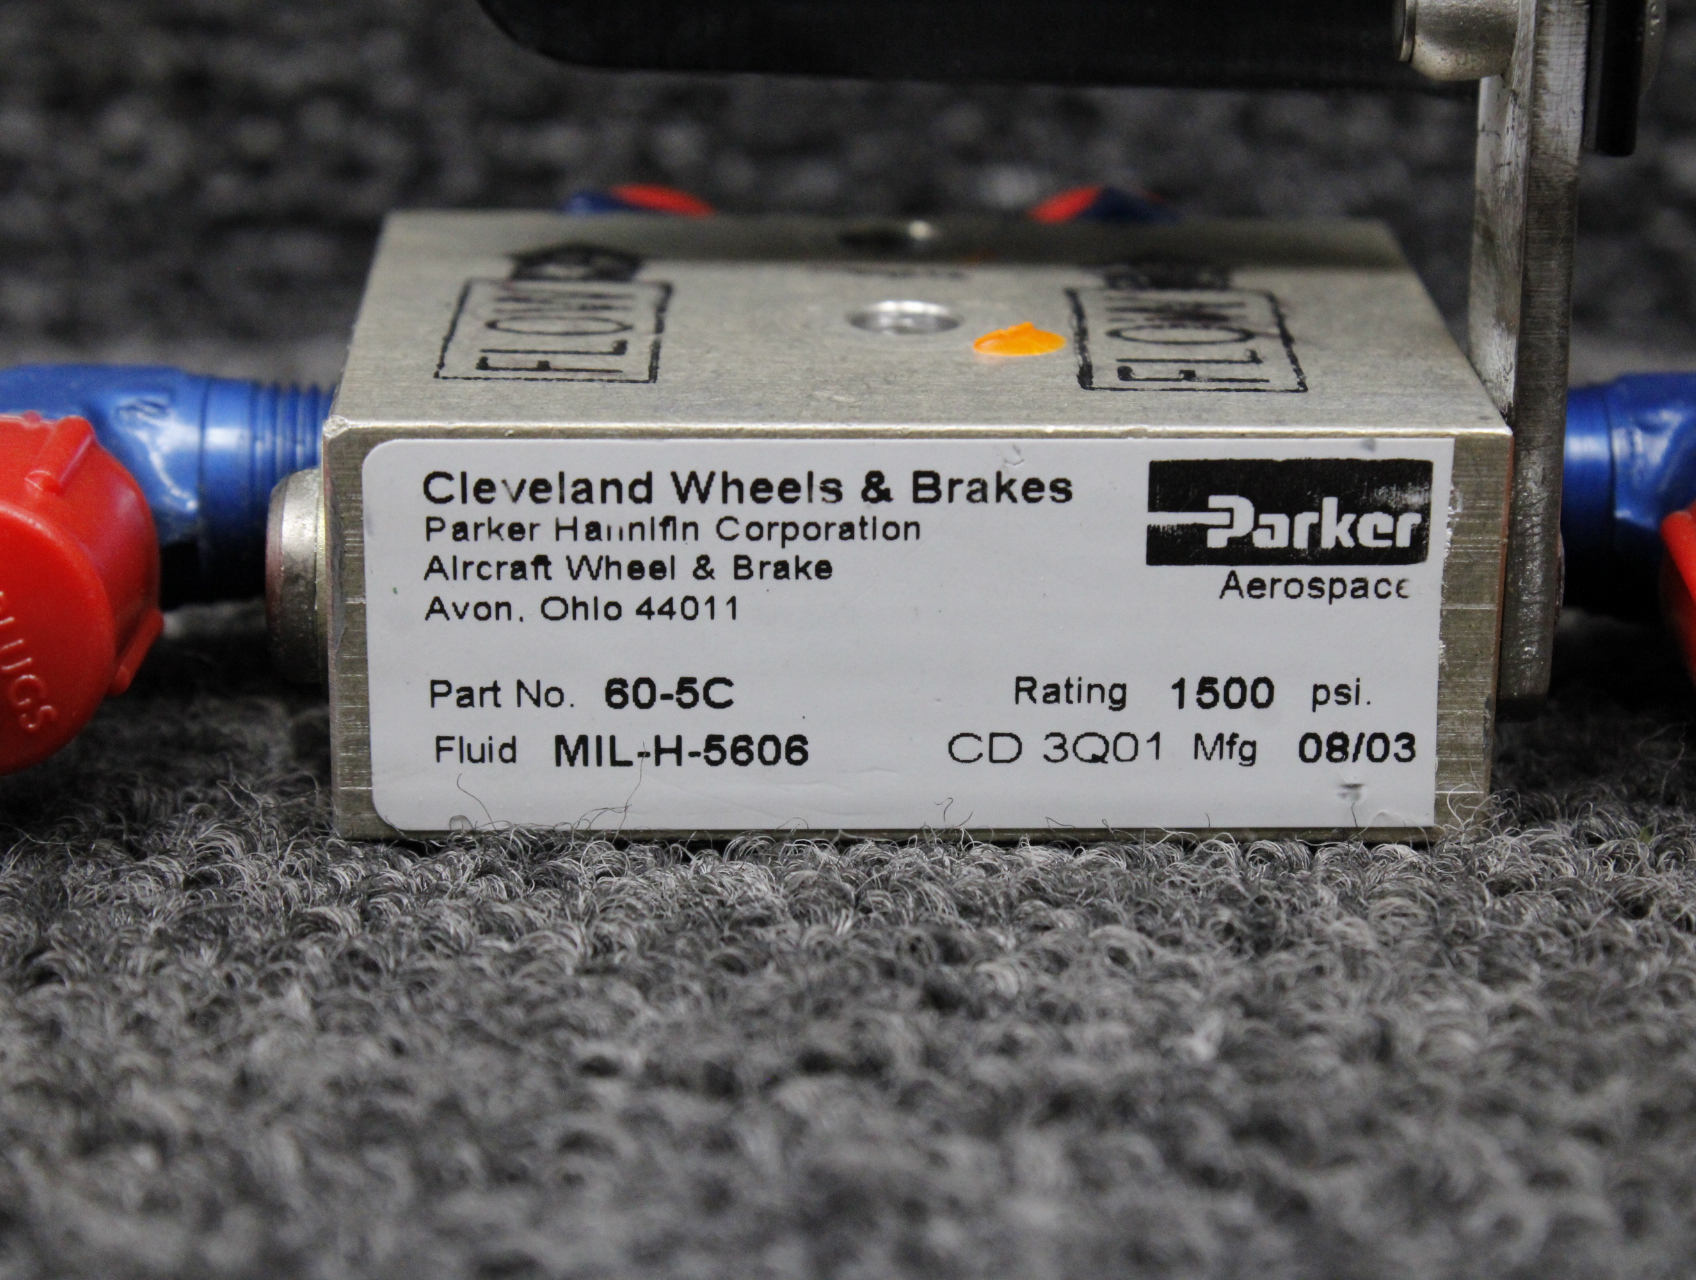 FLOW
FLOW
Cleveland Wheels & Brakes
Parker Hannifin Corporation
Aircraft Wheel & Brake
Avon, Ohio 44011
Parker
Aerospace
Part No. 60-5C
Rating 1500 psi.
Fluid MIL-H-5606
CD 3Q01 Mfg 08/03
PLUGS